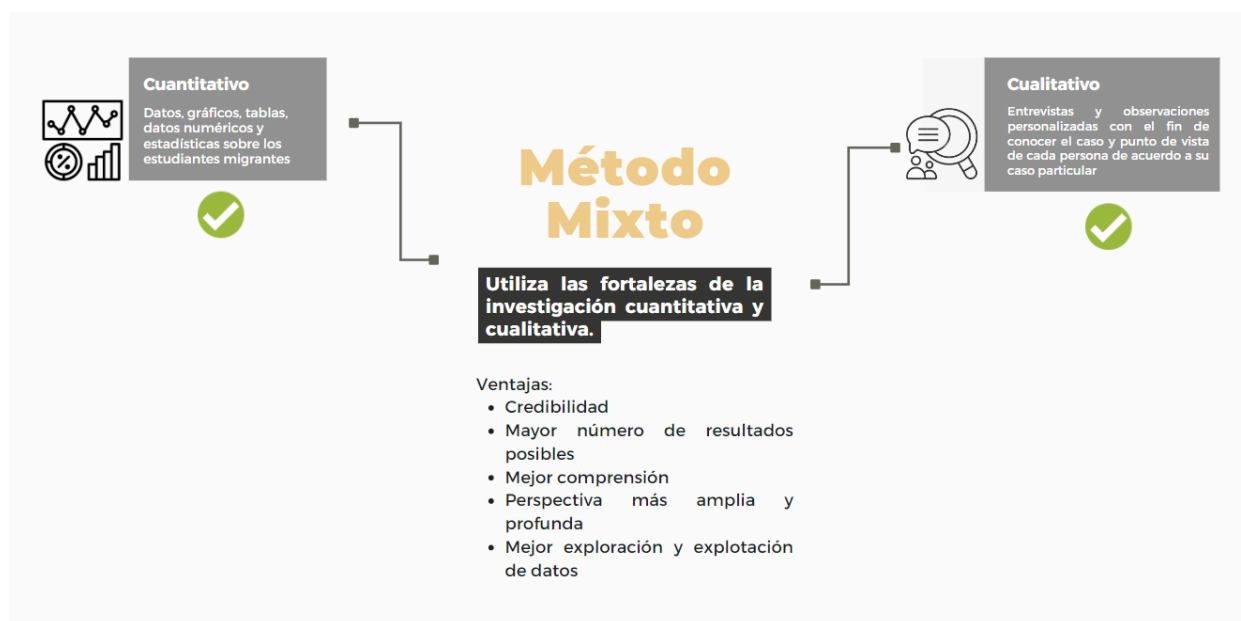 Cuantitativo
Datos, gráficos, tablas,
datos numéricos y
estadísticas sobre los
estudiantes migrantes
Método
Mixto
Utiliza las fortalezas de la
investigación cuantitativa y
cualitativa.
Ventajas:
• Credibilidad
• Mayor número de resultados
posibles
• Mejor comprensión
• Perspectiva más amplia y
profunda
• Mejor exploración y explotación
de datos
Cualitativo
Entrevistas y observaciones
personalizadas con el fin de
conocer el caso y punto de vista
de cada persona de acuerdo a su
caso particular